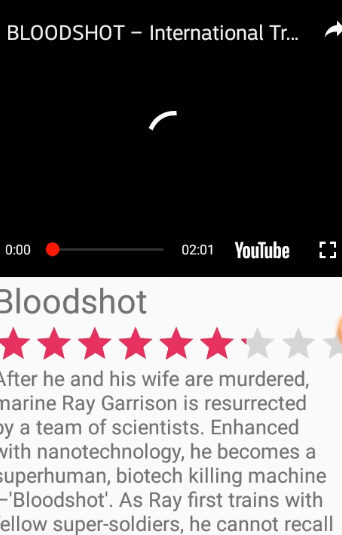 BLOODSHOT – International Tr...
0:00
02:01
YouTube
Bloodshot
After he and his wife are murdered,
marine Ray Garrison is resurrected
by a team of scientists. Enhanced
with nanotechnology, he becomes a
superhuman, biotech killing machine
–'Bloodshot'. As Ray first trains with
fellow super-soldiers, he cannot recall